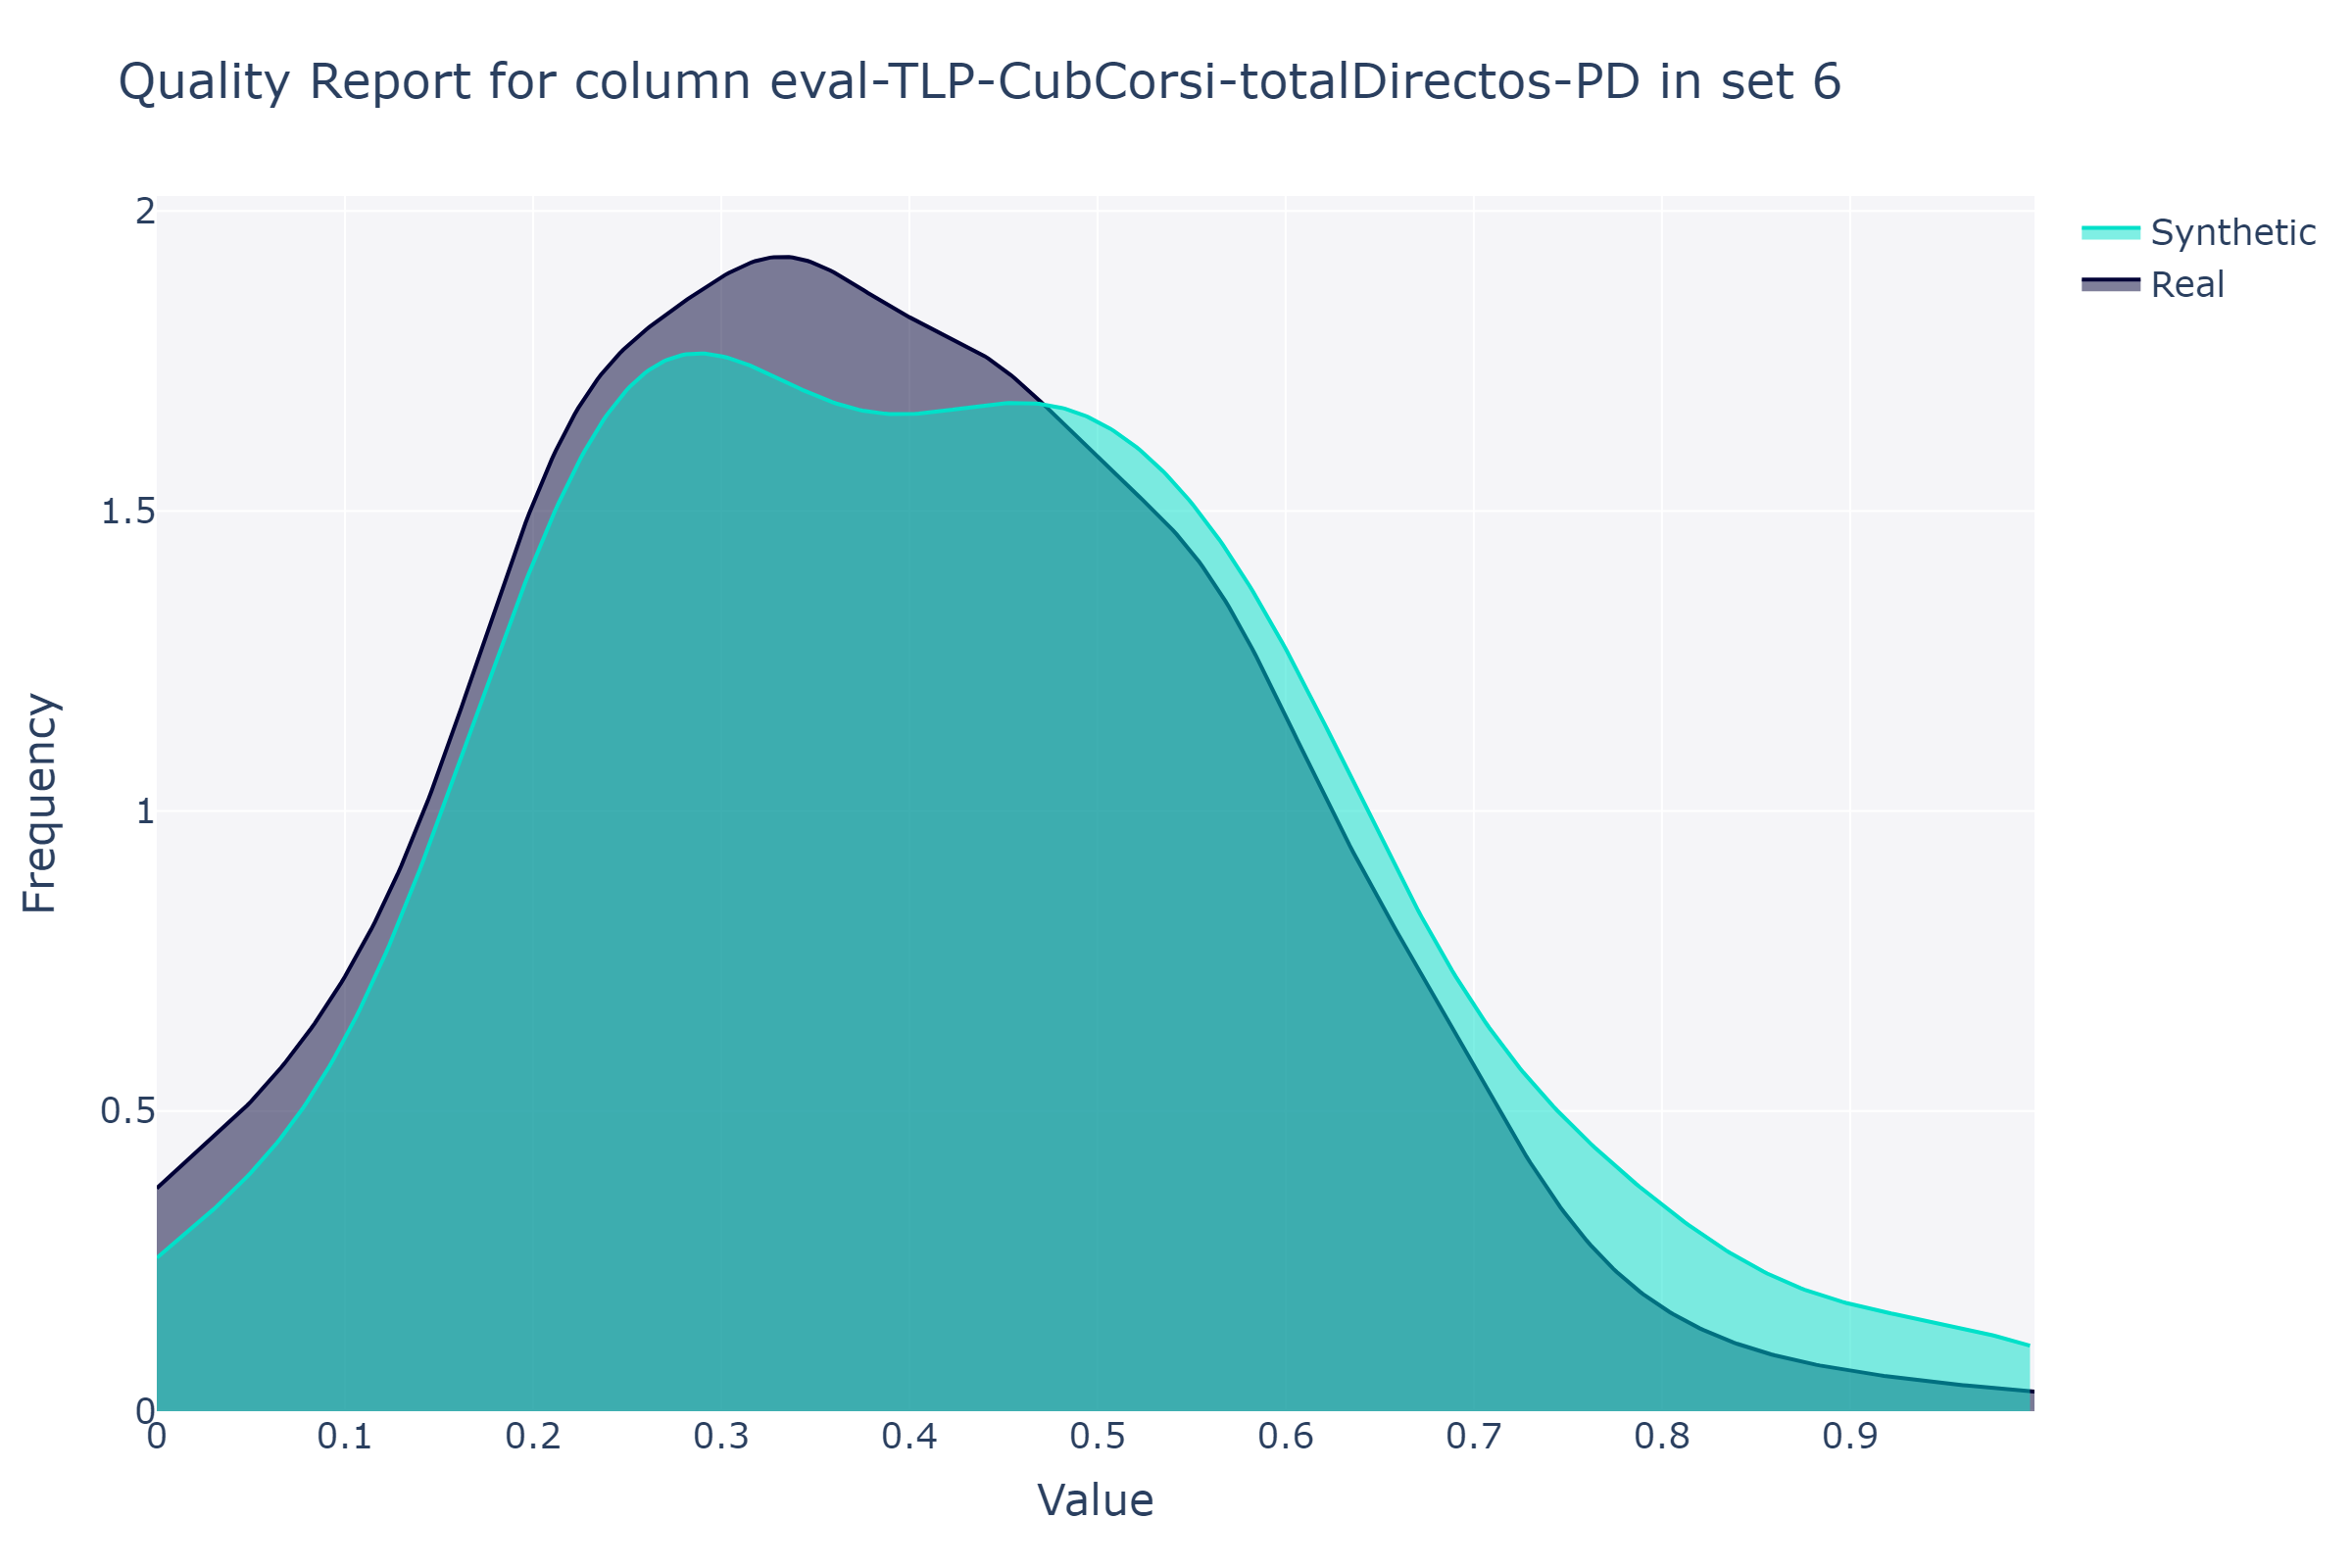 Quality Report for column eval-TLP-CubCorsi-totalDirectos-PD in set 6
Synthetic
Real
Frequency
2
1.5
1
0.5
0
0 0.1 0.2 0.3 0.4 0.5 0.6 0.7 0.8 0.9
Value